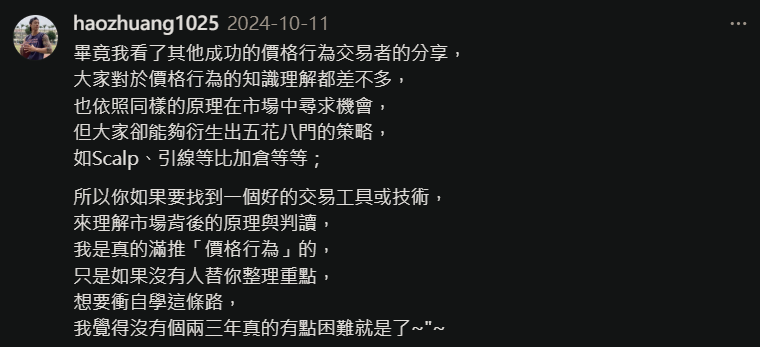 haozhuang1025 2024-10-11
畢竟我看了其他成功的價格行為交易者的分享，
大家對於價格行為的知識理解都差不多，
也依照同樣的原理在市場中尋求機會，
但大家卻能夠衍生出五花八門的策略，
如Scalp、引線等比加倉等等；
所以你如果要找到一個好的交易工具或技術，
來理解市場背後的原理與判讀，
我是真的滿推「價格行為」的，
只是如果沒有人替你整理重點，
想要衝自學這條路，
我覺得沒有個兩三年真的有點困難就是了~"~